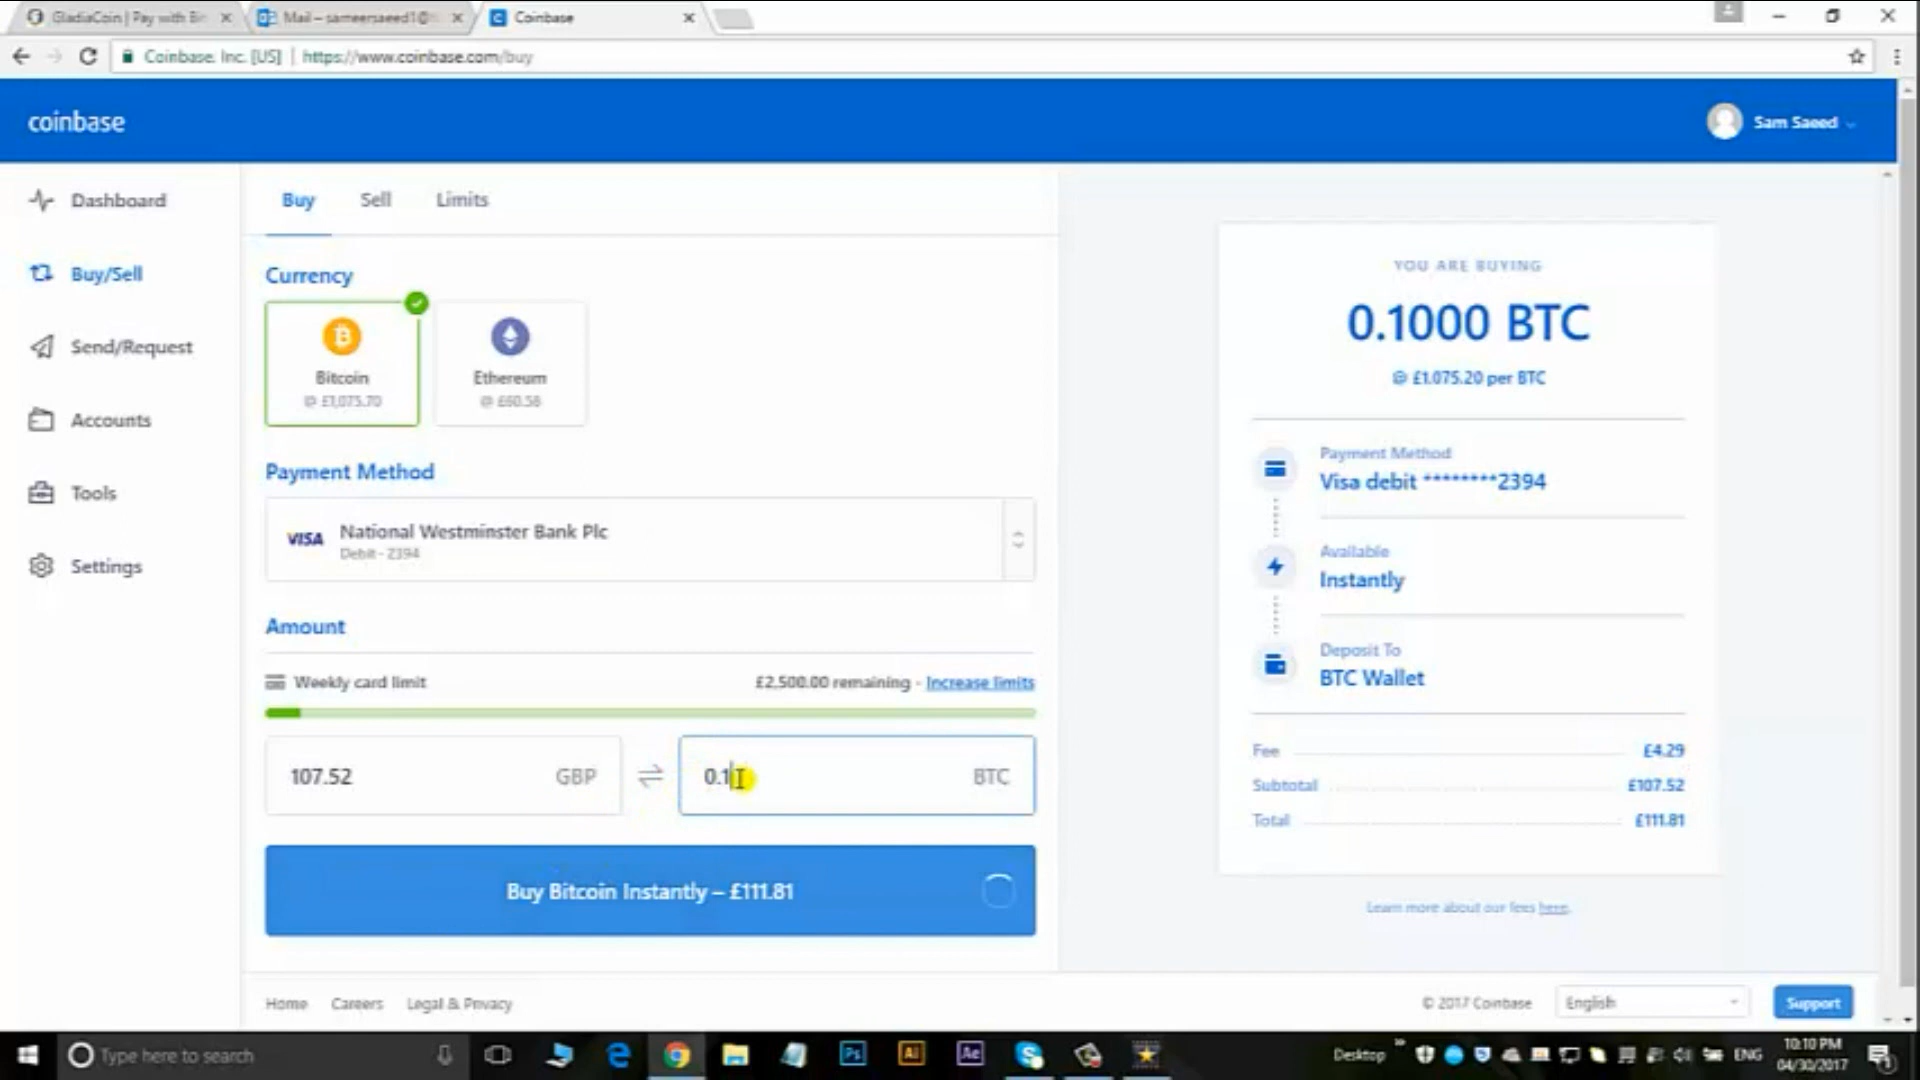 GladiaCoin | Pay with Bit
Mail – sameersaeed1@
Coinbase
Coinbase, Inc. [US] | https://www.coinbase.com/buy
coinbase
Sam Saeed
Dashboard
Buy/Sell
Send/Request
Accounts
Tools
Settings
Buy Sell Limits
Currency
Bitcoin
@ £1,075.70
Ethereum
@ £60.58
Payment Method
VISA
National Westminster Bank Plc
Debit - 2394
Amount
Weekly card limit £2,500.00 remaining - Increase limits
107.52 GBP
0.1 BTC
Buy Bitcoin Instantly – £111.81
YOU ARE BUYING
0.1000 BTC
@ £1,075.20 per BTC
Payment Method
Visa debit ********2394
Available
Instantly
Deposit To
BTC Wallet
Fee £4.29
Subtotal £107.52
Total £111.81
Learn more about our fees here.
Home Careers Legal & Privacy
© 2017 Coinbase
English
Support
Type here to search
Ps
Ai
Ae
Desktop
ENG
10:10 PM
04/30/2017